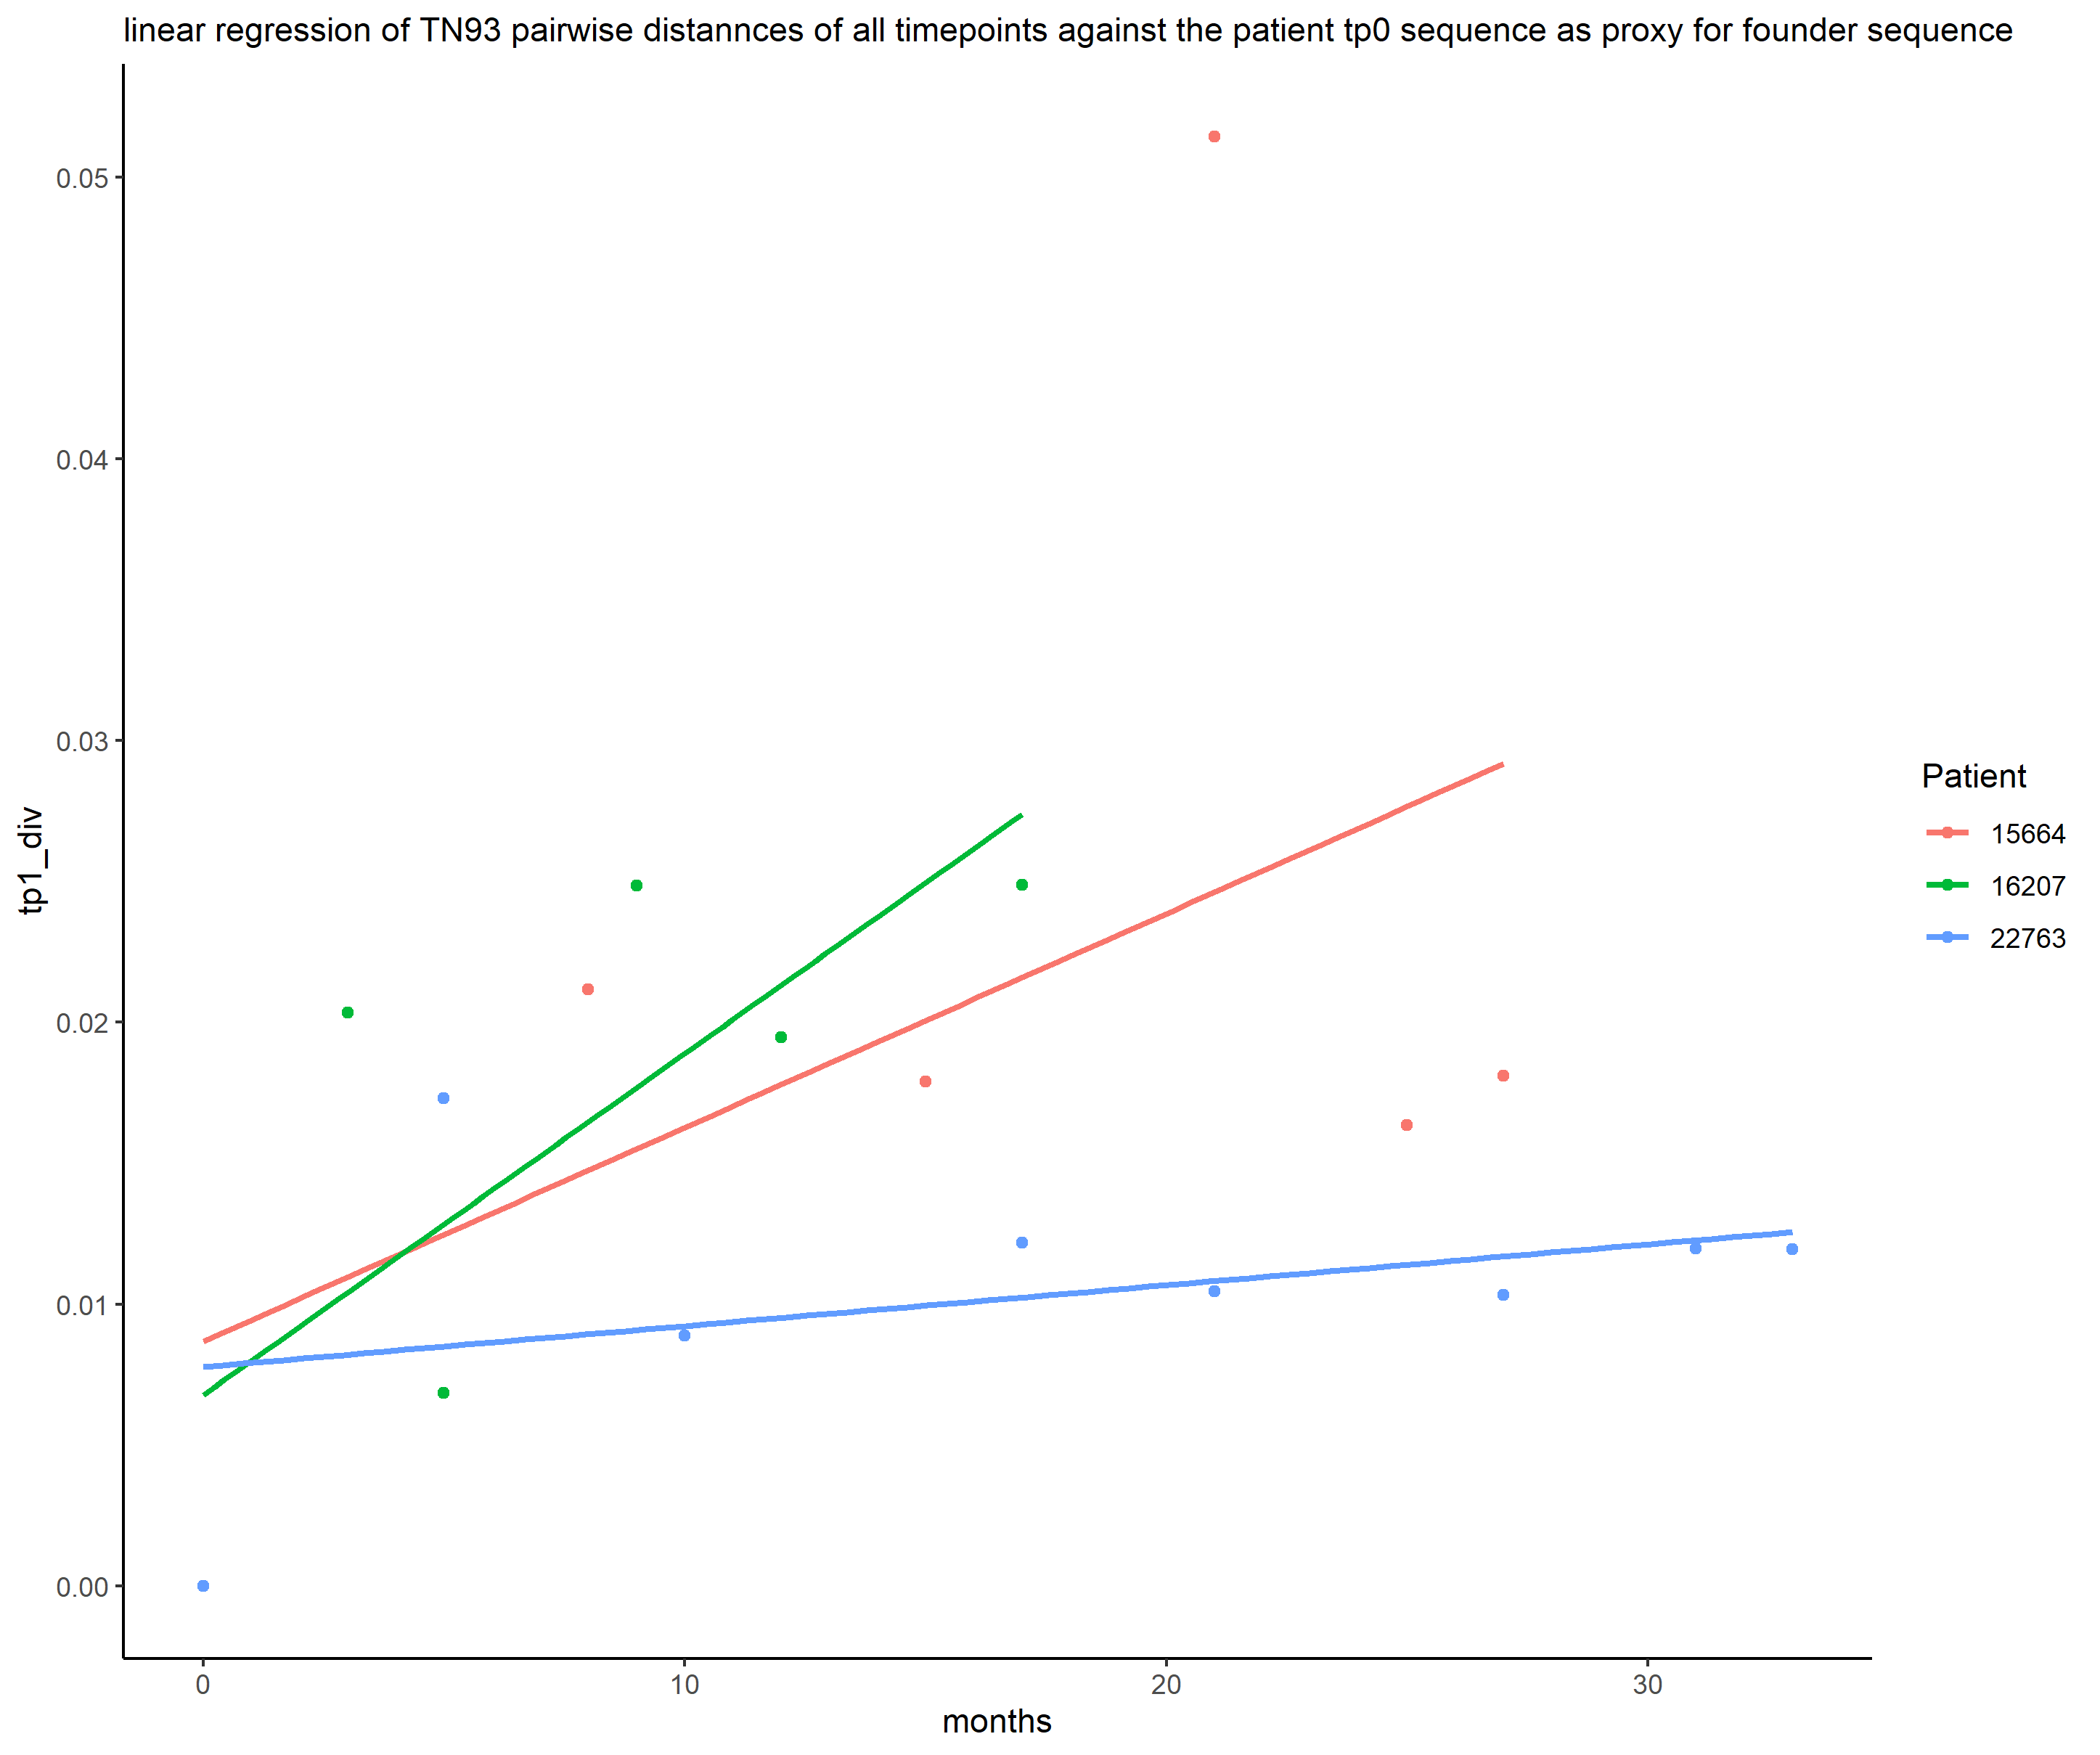 linear regression of TN93 pairwise distannces of all timepoints against the patient tp0 sequence as proxy for founder sequence
tp1_div
0.05
0.04
0.03
0.02
0.01
0.00
0 10 20 30
months
Patient
15664
16207
22763